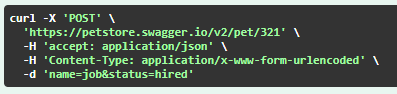 curl -X 'POST' \
'https://petstore.swagger.io/v2/pet/321' \
-H 'accept: application/json' \
-H 'Content-Type: application/x-www-form-urlencoded' \
-d 'name=job&status=hired'